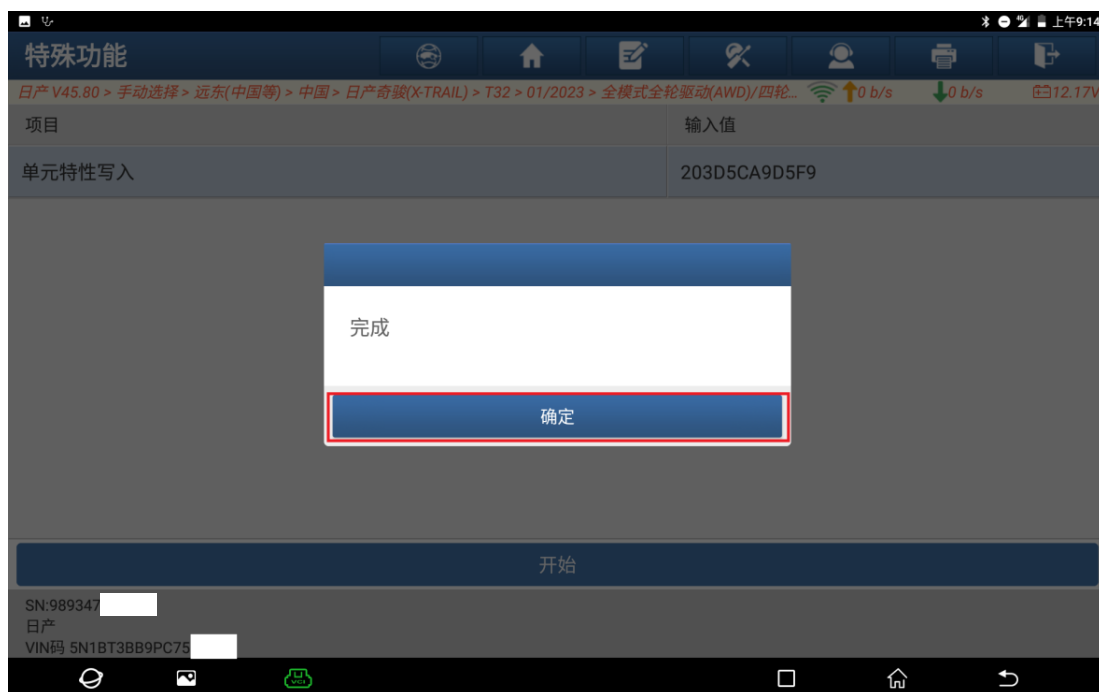 上午9:14
特殊功能
日产 V45.80 > 手动选择 > 远东(中国等) > 中国 > 日产奇骏(X-TRAIL) > T32 > 01/2023 > 全模式全轮驱动(AWD)/四轮... 0 b/s 0 b/s 12.17V
项目 输入值
单元特性写入 203D5CA9D5F9
完成
确定
开始
SN:989347
日产
VIN码 5N1BT3BB9PC75
VCI